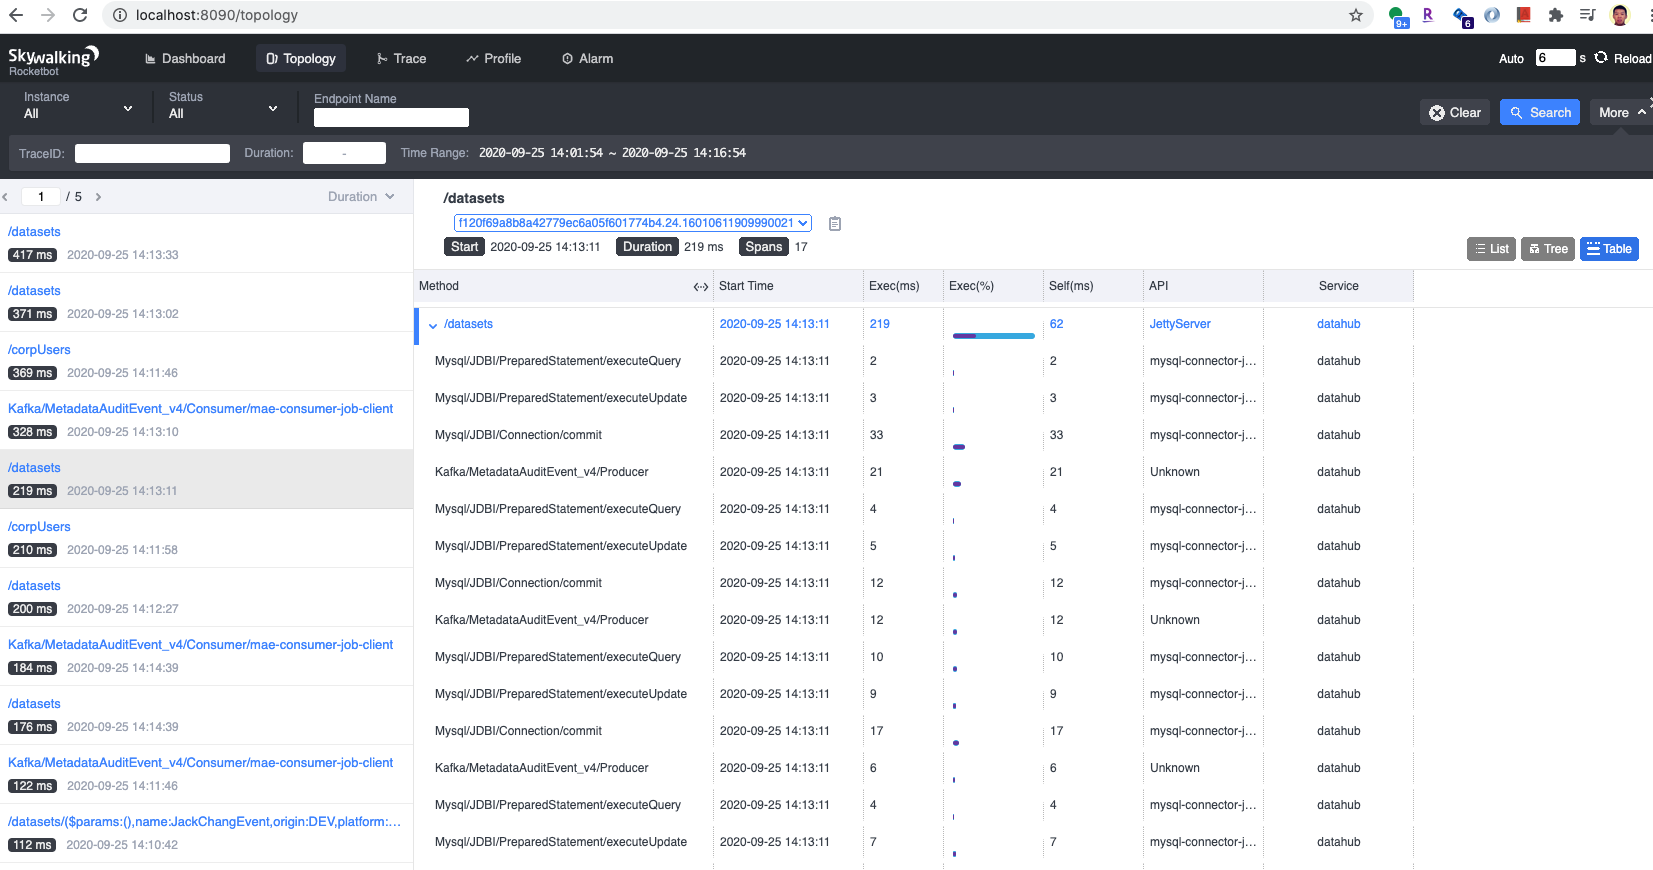 localhost:8090/topology
9+
R
6
Skywalking
Rocketbot
Dashboard
Topology
Trace
Profile
Alarm
Auto 6 s Reload
Instance
All
Status
All
Endpoint Name
Clear
Search
More
TraceID:
Duration: -
Time Range: 2020-09-25 14:01:54 ~ 2020-09-25 14:16:54
1 / 5
Duration
/datasets
417 ms 2020-09-25 14:13:33
/datasets
371 ms 2020-09-25 14:13:02
/corpUsers
369 ms 2020-09-25 14:11:46
Kafka/MetadataAuditEvent_v4/Consumer/mae-consumer-job-client
328 ms 2020-09-25 14:13:10
/datasets
219 ms 2020-09-25 14:13:11
/corpUsers
210 ms 2020-09-25 14:11:58
/datasets
200 ms 2020-09-25 14:12:27
Kafka/MetadataAuditEvent_v4/Consumer/mae-consumer-job-client
184 ms 2020-09-25 14:14:39
/datasets
176 ms 2020-09-25 14:14:39
Kafka/MetadataAuditEvent_v4/Consumer/mae-consumer-job-client
122 ms 2020-09-25 14:11:46
/datasets/($params:(),name:JackChangEvent,origin:DEV,platform:...
112 ms 2020-09-25 14:10:42
/datasets
f120f69a8b8a42779ec6a05f601774b4.24.16010611909990021
Start 2020-09-25 14:13:11 Duration 219 ms Spans 17
List
Tree
Table
Method Start Time Exec(ms) Exec(%) Self(ms) API Service
/datasets 2020-09-25 14:13:11 219 62 JettyServer datahub
Mysql/JDBI/PreparedStatement/executeQuery 2020-09-25 14:13:11 2 2 mysql-connector-j... datahub
Mysql/JDBI/PreparedStatement/executeUpdate 2020-09-25 14:13:11 3 3 mysql-connector-j... datahub
Mysql/JDBI/Connection/commit 2020-09-25 14:13:11 33 33 mysql-connector-j... datahub
Kafka/MetadataAuditEvent_v4/Producer 2020-09-25 14:13:11 21 21 Unknown datahub
Mysql/JDBI/PreparedStatement/executeQuery 2020-09-25 14:13:11 4 4 mysql-connector-j... datahub
Mysql/JDBI/PreparedStatement/executeUpdate 2020-09-25 14:13:11 5 5 mysql-connector-j... datahub
Mysql/JDBI/Connection/commit 2020-09-25 14:13:11 12 12 mysql-connector-j... datahub
Kafka/MetadataAuditEvent_v4/Producer 2020-09-25 14:13:11 12 12 Unknown datahub
Mysql/JDBI/PreparedStatement/executeQuery 2020-09-25 14:13:11 10 10 mysql-connector-j... datahub
Mysql/JDBI/PreparedStatement/executeUpdate 2020-09-25 14:13:11 9 9 mysql-connector-j... datahub
Mysql/JDBI/Connection/commit 2020-09-25 14:13:11 17 17 mysql-connector-j... datahub
Kafka/MetadataAuditEvent_v4/Producer 2020-09-25 14:13:11 6 6 Unknown datahub
Mysql/JDBI/PreparedStatement/executeQuery 2020-09-25 14:13:11 4 4 mysql-connector-j... datahub
Mysql/JDBI/PreparedStatement/executeUpdate 2020-09-25 14:13:11 7 7 mysql-connector-j... datahub